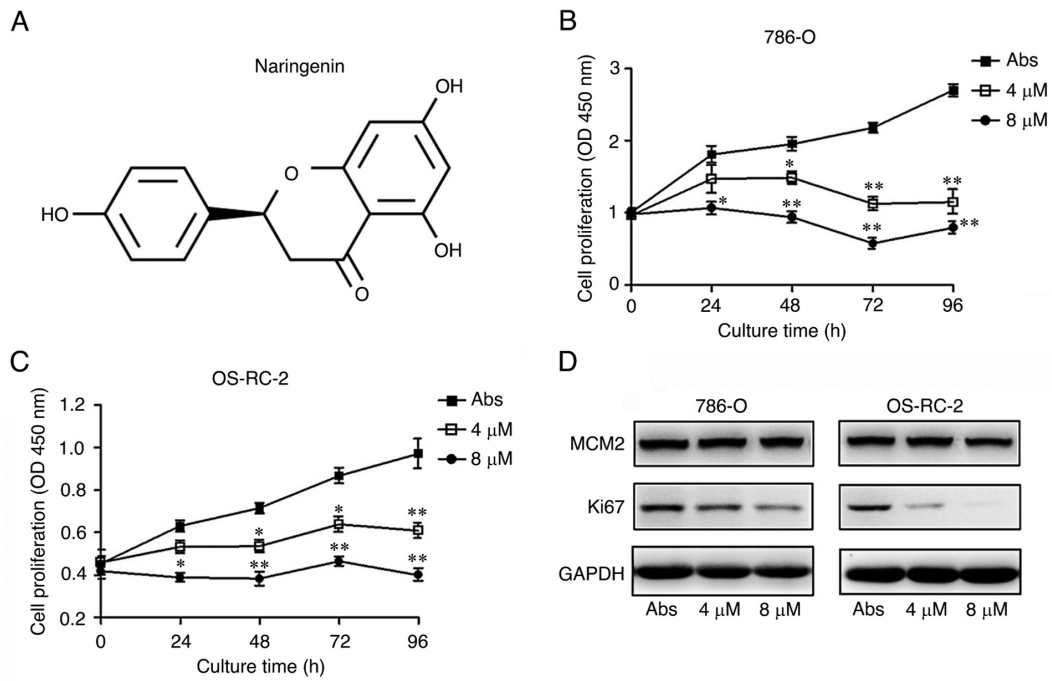 A
Naringenin
OH
O
HO
OH
O
B
786-O
Abs
4 μM
8 μM
Cell proliferation (OD 450 nm)
3
2
1
0
*
**
**
*
**
**
**
0 24 48 72 96
Culture time (h)
C
OS-RC-2
Abs
4 μM
8 μM
Cell proliferation (OD 450 nm)
1.2
1.0
0.8
0.6
0.4
0.2
*
*
**
*
**
**
**
0 24 48 72 96
Culture time (h)
D
786-O OS-RC-2
MCM2
Ki67
GAPDH
Abs 4 μM 8 μM Abs 4 μM 8 μM